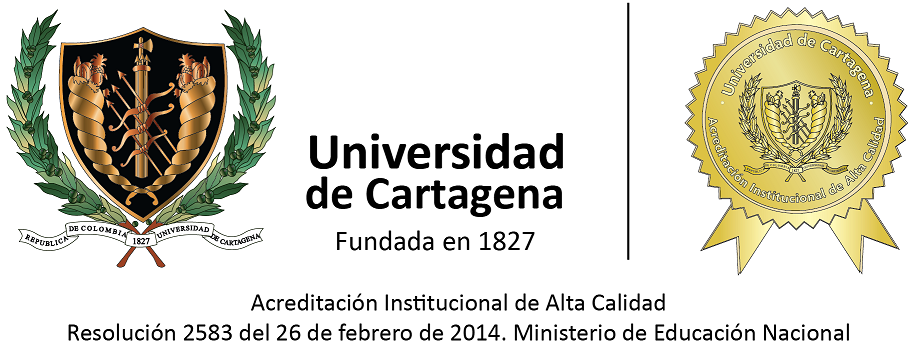 REPUBLICA DE COLOMBIA 1827 UNIVERSIDAD DE CARTAGENA
Universidad
de Cartagena
Fundada en 1827
· Universidad de Cartagena ·
Acreditación Institucional de Alta Calidad
Acreditación Institucional de Alta Calidad
Resolución 2583 del 26 de febrero de 2014. Ministerio de Educación Nacional